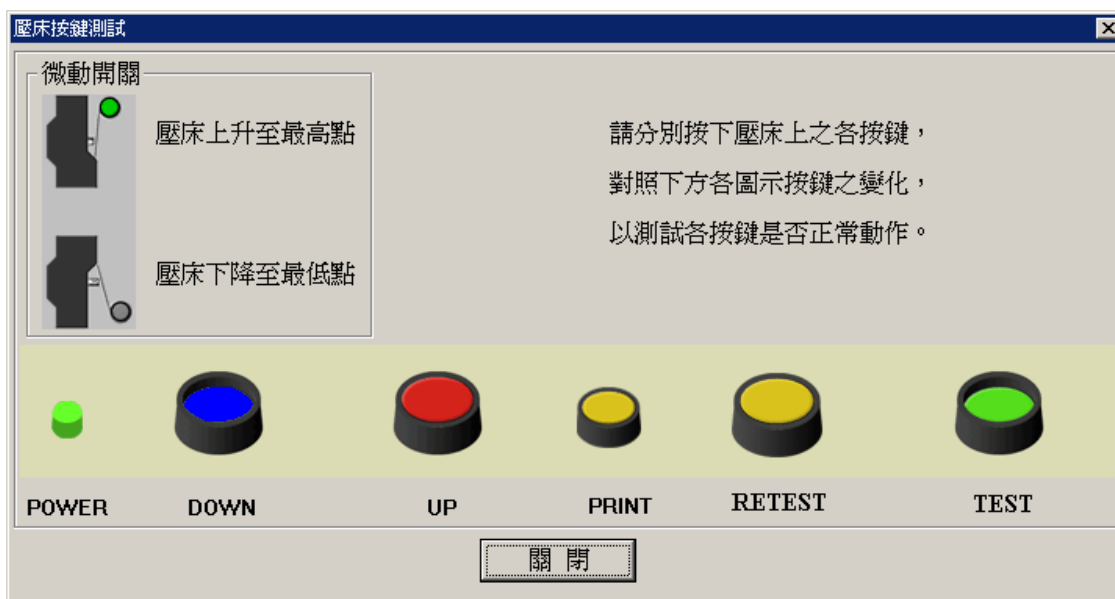 壓床按鍵測試
微動開關
壓床上升至最高點
壓床下降至最低點
請分別按下壓床上之各按鍵，
對照下方各圖示按鍵之變化，
以測試各按鍵是否正常動作。
POWER DOWN UP PRINT RETEST TEST
關 閉